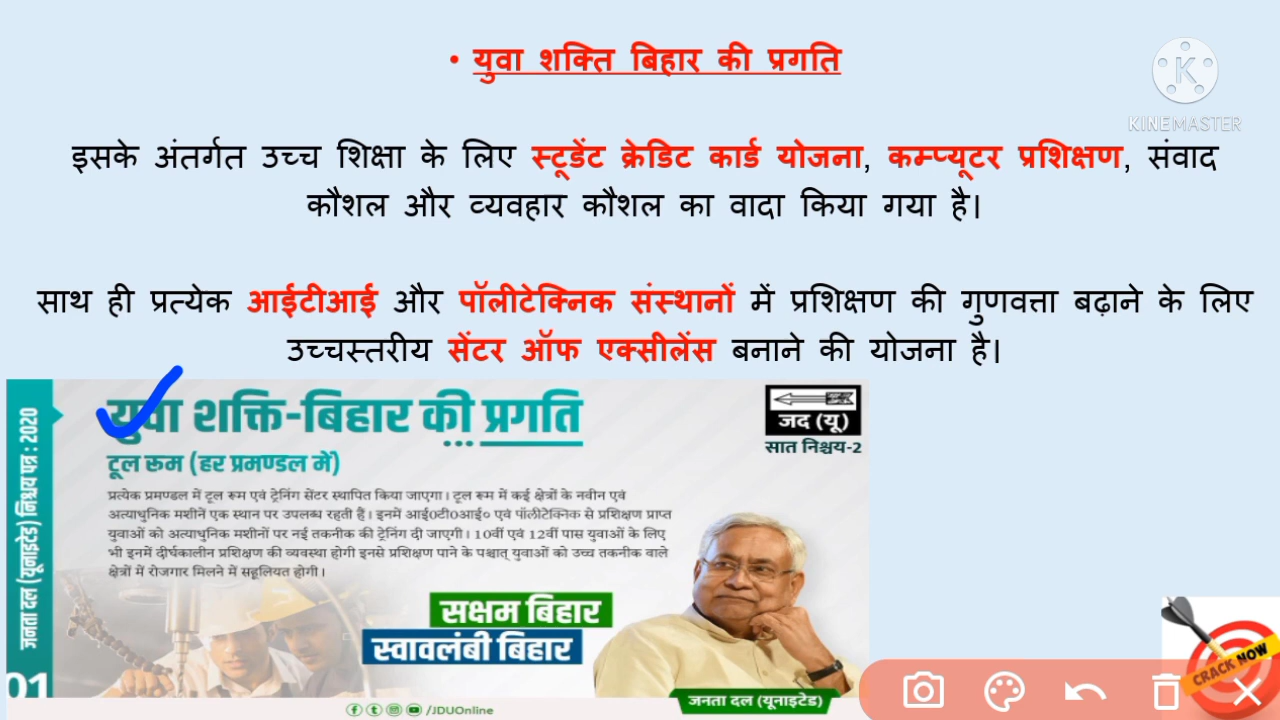 • युवा शक्ति बिहार की प्रगति
KINEMASTER
इसके अंतर्गत उच्च शिक्षा के लिए स्टूडेंट क्रेडिट कार्ड योजना, कम्प्यूटर प्रशिक्षण, संवाद
कौशल और व्यवहार कौशल का वादा किया गया है।
साथ ही प्रत्येक आईटीआई और पॉलीटेक्निक संस्थानों में प्रशिक्षण की गुणवत्ता बढ़ाने के लिए
उच्चस्तरीय सेंटर ऑफ एक्सीलेंस बनाने की योजना है।
जनता दल (यूनाइटेड) निश्चय पत्र : 2020
01
युवा शक्ति-बिहार की प्रगति
जद (यू)
सात निश्चय-2
टूल रूम (हर प्रमण्डल में)
प्रत्येक प्रमण्डल में टूल रूम एवं ट्रेनिंग सेंटर स्थापित किया जाएगा। टूल रूम में कई क्षेत्रों के नवीन एवं
अत्याधुनिक मशीनें एक स्थान पर उपलब्ध रहती हैं। इनमें आई0टी0आई० एवं पॉलीटेक्निक से प्रशिक्षण प्राप्त
युवाओं को अत्याधुनिक मशीनों पर नई तकनीक की ट्रेनिंग दी जाएगी। 10वीं एवं 12वीं पास युवाओं के लिए
भी इनमें दीर्घकालीन प्रशिक्षण की व्यवस्था होगी इनसे प्रशिक्षण पाने के पश्चात् युवाओं को उच्च तकनीक वाले
क्षेत्रों में रोजगार मिलने में सहूलियत होगी।
सक्षम बिहार
स्वावलंबी बिहार
जनता दल (यूनाइटेड)
/JDUOnline
CRACK NOW